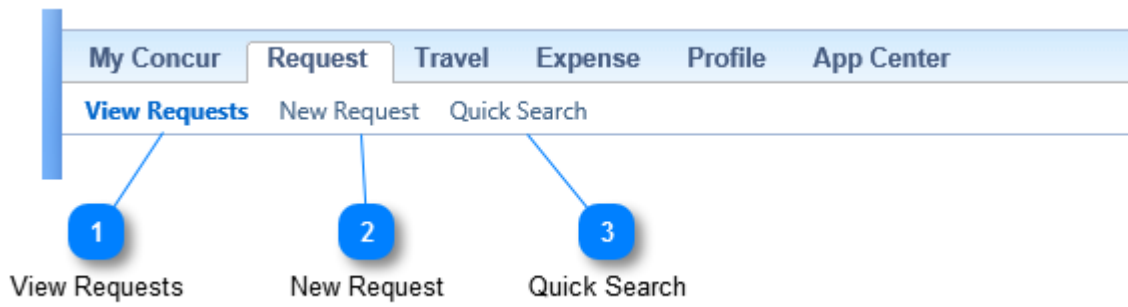 My Concur Request Travel Expense Profile App Center
View Requests New Request Quick Search
1 2 3
View Requests New Request Quick Search